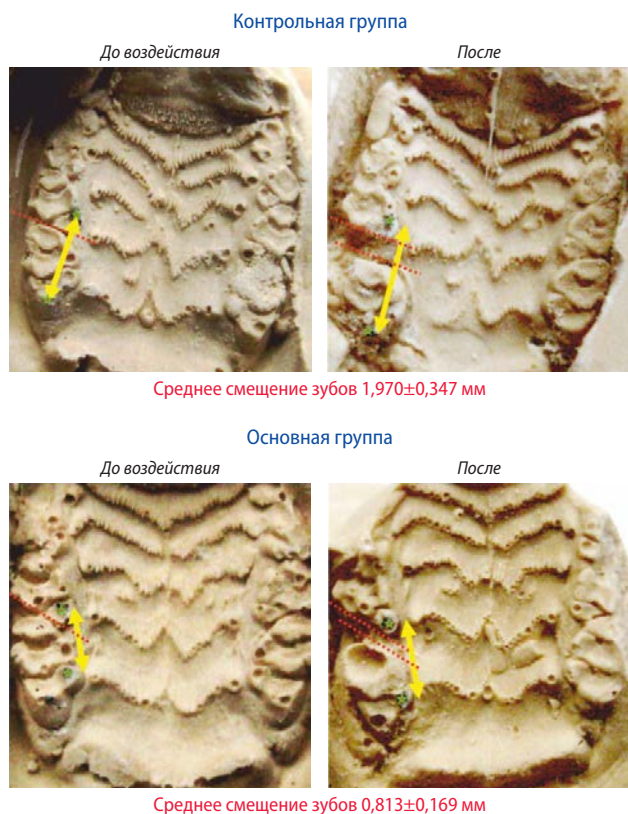 Контрольная группа
До воздействия После
Среднее смещение зубов 1,970±0,347 мм
Основная группа
До воздействия После
Среднее смещение зубов 0,813±0,169 мм